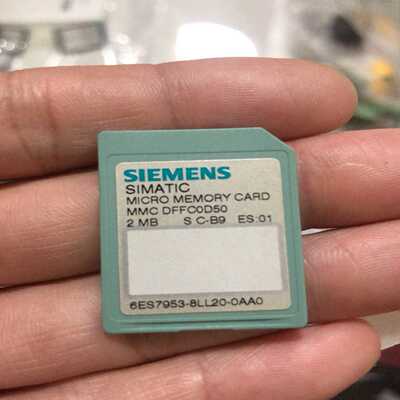 SIEMENS
SIMATIC
MICRO MEMORY CARD
MMC DFFC0D50
2 MB S C-B9 ES:01
6ES7953-8LL20-0AA0